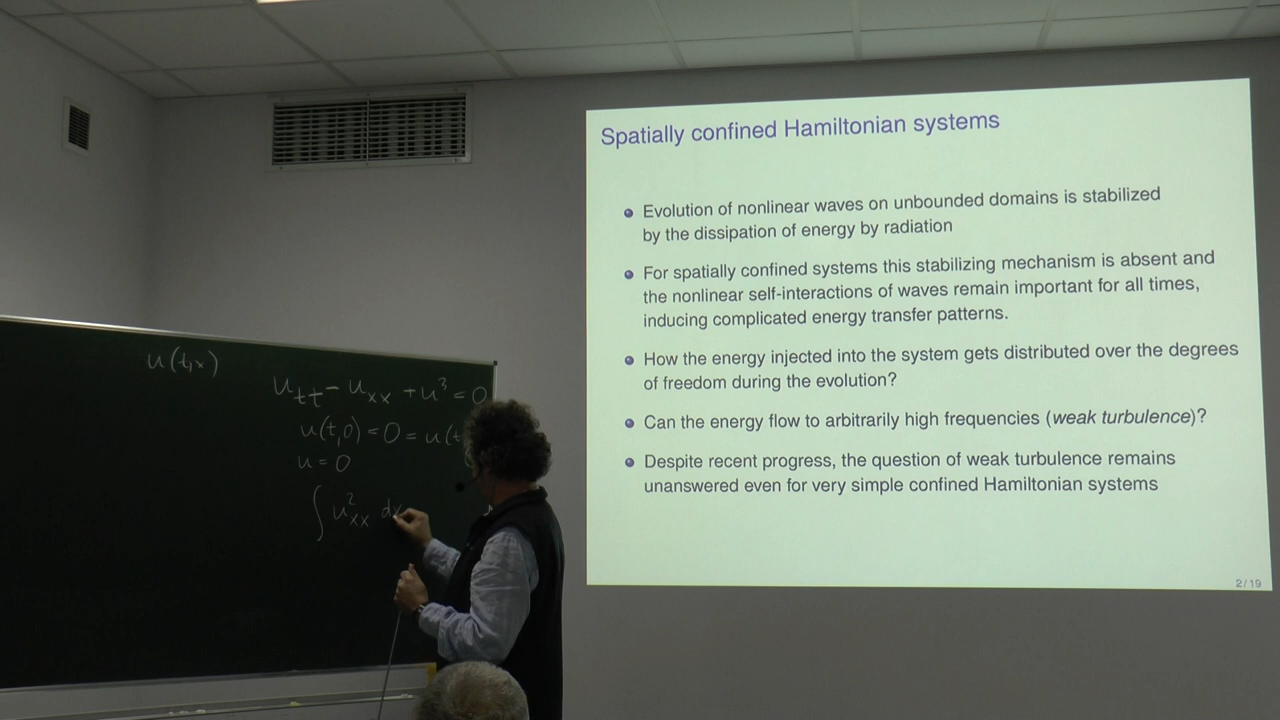 u(t,x)
u_tt - u_xx + u³ = 0
u(t,0) = 0 = u(t
u = 0
∫ u²_xx dx
Spatially confined Hamiltonian systems
Evolution of nonlinear waves on unbounded domains is stabilized
by the dissipation of energy by radiation
For spatially confined systems this stabilizing mechanism is absent and
the nonlinear self-interactions of waves remain important for all times,
inducing complicated energy transfer patterns.
How the energy injected into the system gets distributed over the degrees
of freedom during the evolution?
Can the energy flow to arbitrarily high frequencies (weak turbulence)?
Despite recent progress, the question of weak turbulence remains
unanswered even for very simple confined Hamiltonian systems
2/19